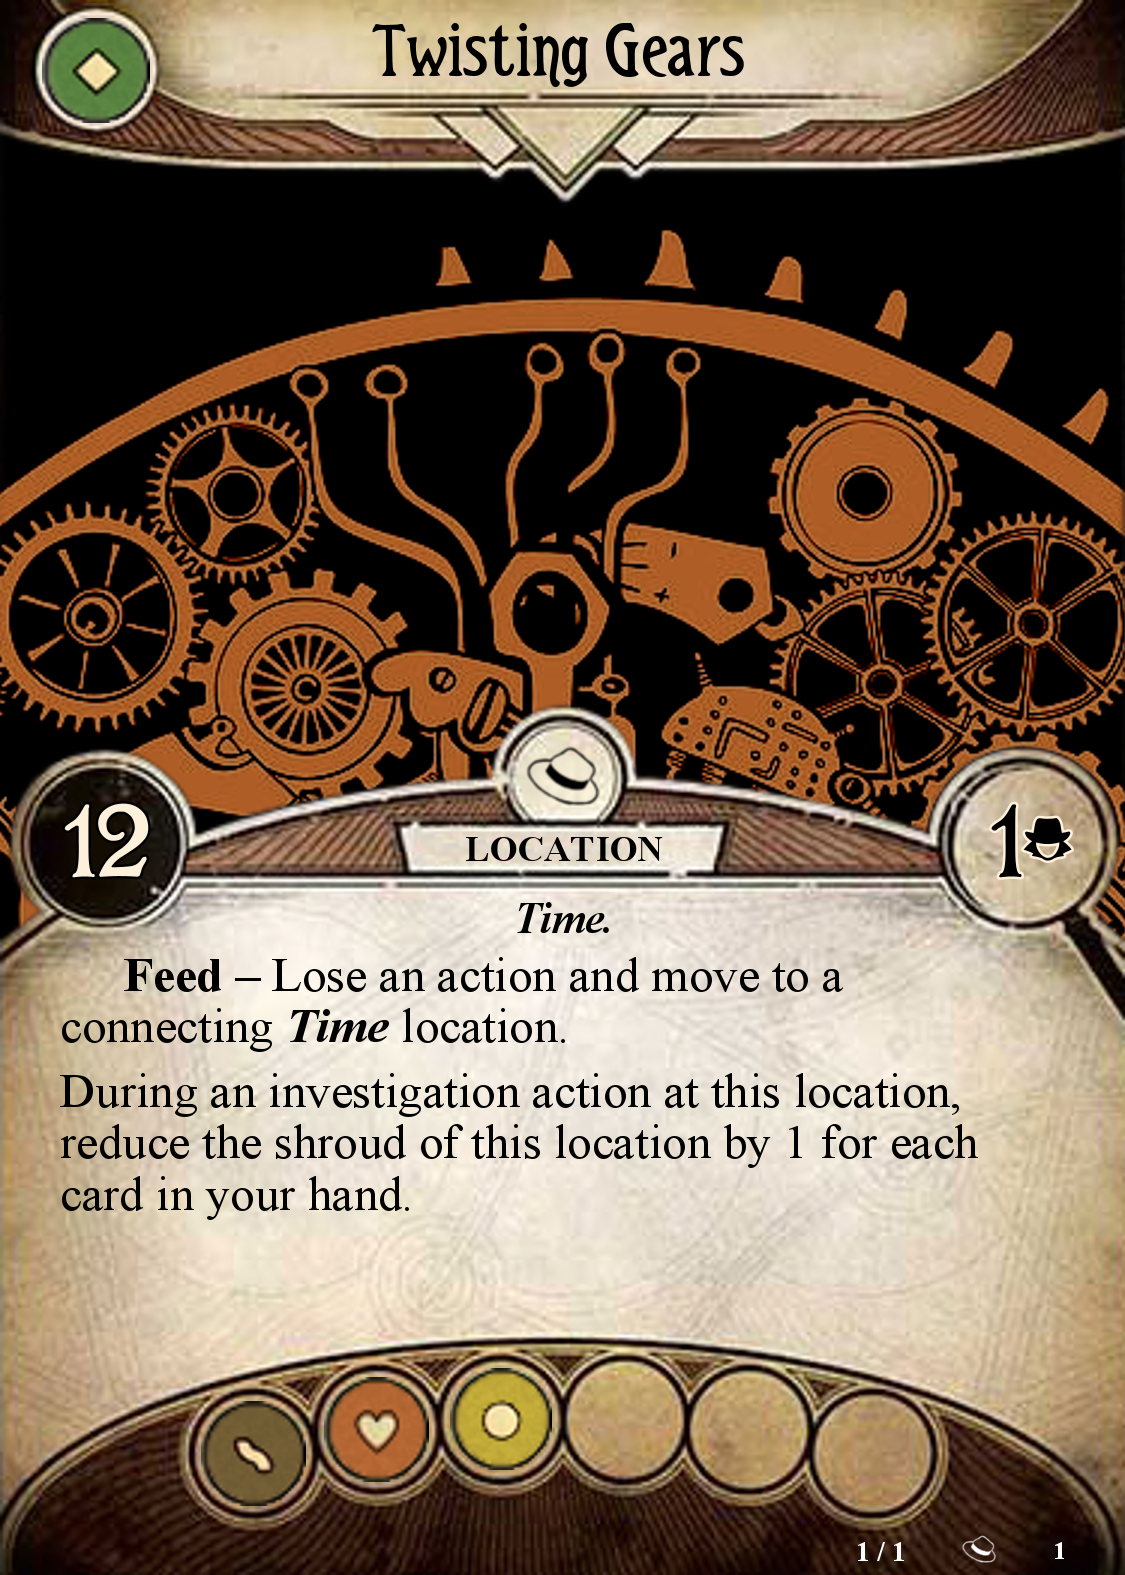 Twisting Gears
12
LOCATION
1
Time.
Feed – Lose an action and move to a
connecting Time location.
During an investigation action at this location,
reduce the shroud of this location by 1 for each
card in your hand.
1 / 1
1